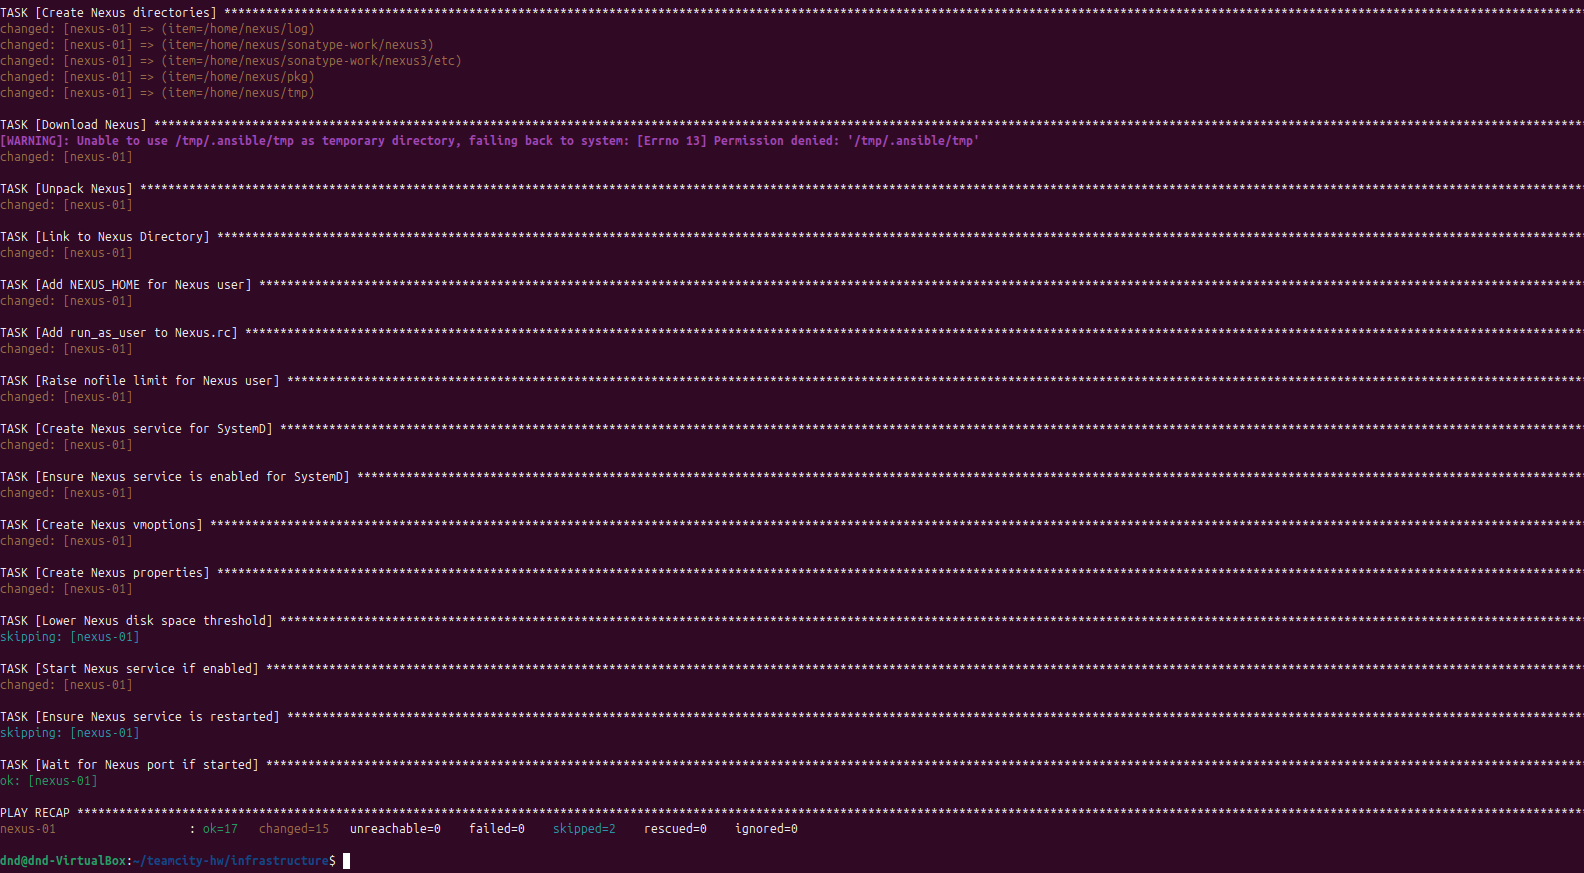 TASK [Create Nexus directories] ****************************************************************************************************************************************************************************************************
changed: [nexus-01] => (item=/home/nexus/log)
changed: [nexus-01] => (item=/home/nexus/sonatype-work/nexus3)
changed: [nexus-01] => (item=/home/nexus/sonatype-work/nexus3/etc)
changed: [nexus-01] => (item=/home/nexus/pkg)
changed: [nexus-01] => (item=/home/nexus/tmp)
TASK [Download Nexus] **************************************************************************************************************************************************************************************************************
[WARNING]: Unable to use /tmp/.ansible/tmp as temporary directory, failing back to system: [Errno 13] Permission denied: '/tmp/.ansible/tmp'
changed: [nexus-01]
TASK [Unpack Nexus] ****************************************************************************************************************************************************************************************************************
changed: [nexus-01]
TASK [Link to Nexus Directory] *****************************************************************************************************************************************************************************************************
changed: [nexus-01]
TASK [Add NEXUS_HOME for Nexus user] ***********************************************************************************************************************************************************************************************
changed: [nexus-01]
TASK [Add run_as_user to Nexus.rc] *************************************************************************************************************************************************************************************************
changed: [nexus-01]
TASK [Raise nofile limit for Nexus user] *******************************************************************************************************************************************************************************************
changed: [nexus-01]
TASK [Create Nexus service for SystemD] ********************************************************************************************************************************************************************************************
changed: [nexus-01]
TASK [Ensure Nexus service is enabled for SystemD] *********************************************************************************************************************************************************************************
changed: [nexus-01]
TASK [Create Nexus vmoptions] ******************************************************************************************************************************************************************************************************
changed: [nexus-01]
TASK [Create Nexus properties] *****************************************************************************************************************************************************************************************************
changed: [nexus-01]
TASK [Lower Nexus disk space threshold] ********************************************************************************************************************************************************************************************
skipping: [nexus-01]
TASK [Start Nexus service if enabled] **********************************************************************************************************************************************************************************************
changed: [nexus-01]
TASK [Ensure Nexus service is restarted] *******************************************************************************************************************************************************************************************
skipping: [nexus-01]
TASK [Wait for Nexus port if started] **********************************************************************************************************************************************************************************************
ok: [nexus-01]
PLAY RECAP *************************************************************************************************************************************************************************************************************************
nexus-01                   : ok=17   changed=15   unreachable=0    failed=0    skipped=2    rescued=0    ignored=0
dnd@dnd-VirtualBox:~/teamcity-hw/infrastructure$